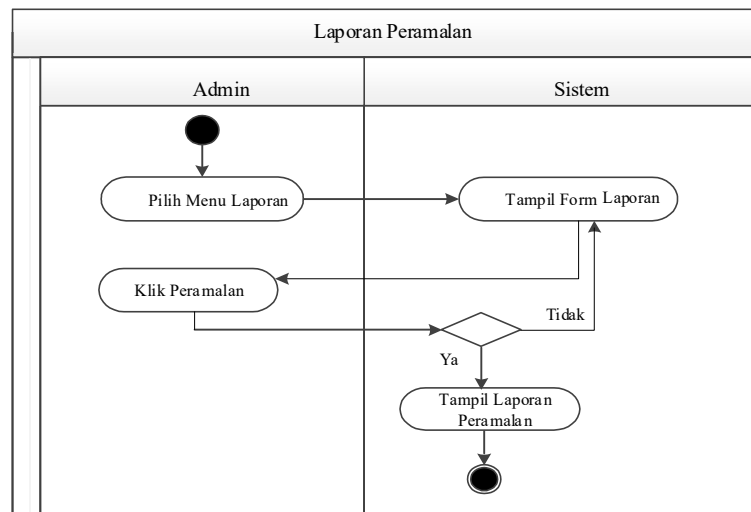 Laporan Peramalan
Admin
Sistem
Pilih Menu Laporan
Tampil Form Laporan
Klik Peramalan
Tidak
Ya
Tampil Laporan
Peramalan